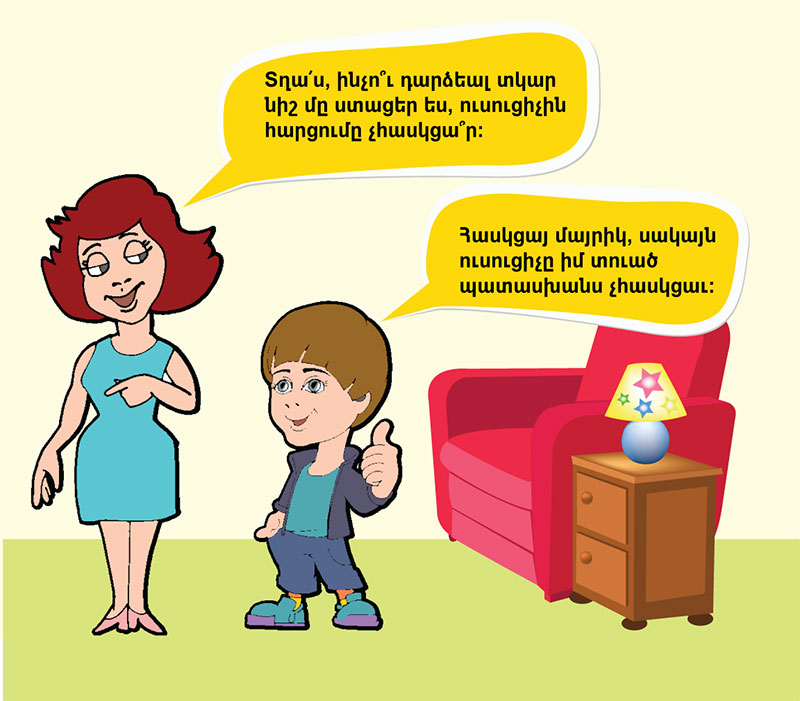 Տղա՛ս, ինչո՞ւ դարձեալ տկար
նիշ մը ստացեր ես, ուսուցիչին
հարցումը չհասկցա՞ր։
Հասկցայ մայրիկ, սակայն
ուսուցիչը իմ տուած
պատասխանս չհասկցաւ։